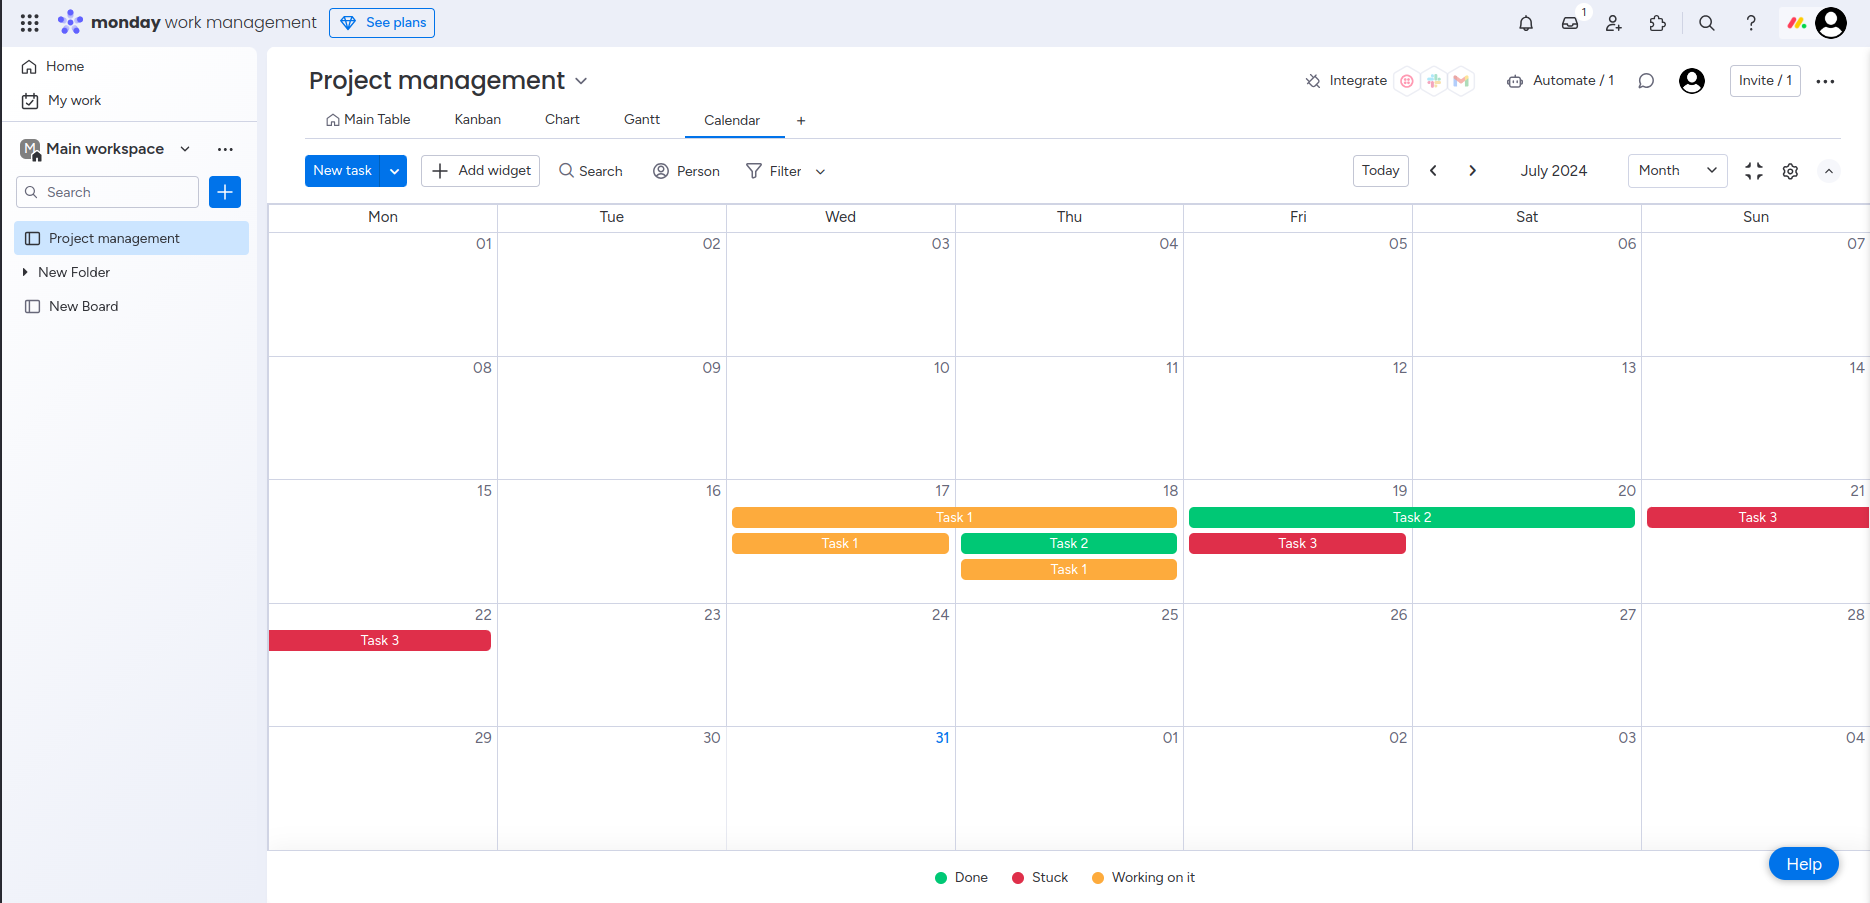 monday work management
See plans
1
Home
My work
M Main workspace
Search
Project management
New Folder
New Board
Project management
Integrate
Automate / 1
Invite / 1
Main Table Kanban Chart Gantt Calendar +
New task
Add widget
Search
Person
Filter
Today
July 2024
Month
Mon Tue Wed Thu Fri Sat Sun
01 02 03 04 05 06 07
08 09 10 11 12 13 14
15 16 17 18 19 20 21
Task 1 Task 2 Task 3
Task 1 Task 2 Task 3
Task 1
22 23 24 25 26 27 28
Task 3
29 30 31 01 02 03 04
Done Stuck Working on it
Help